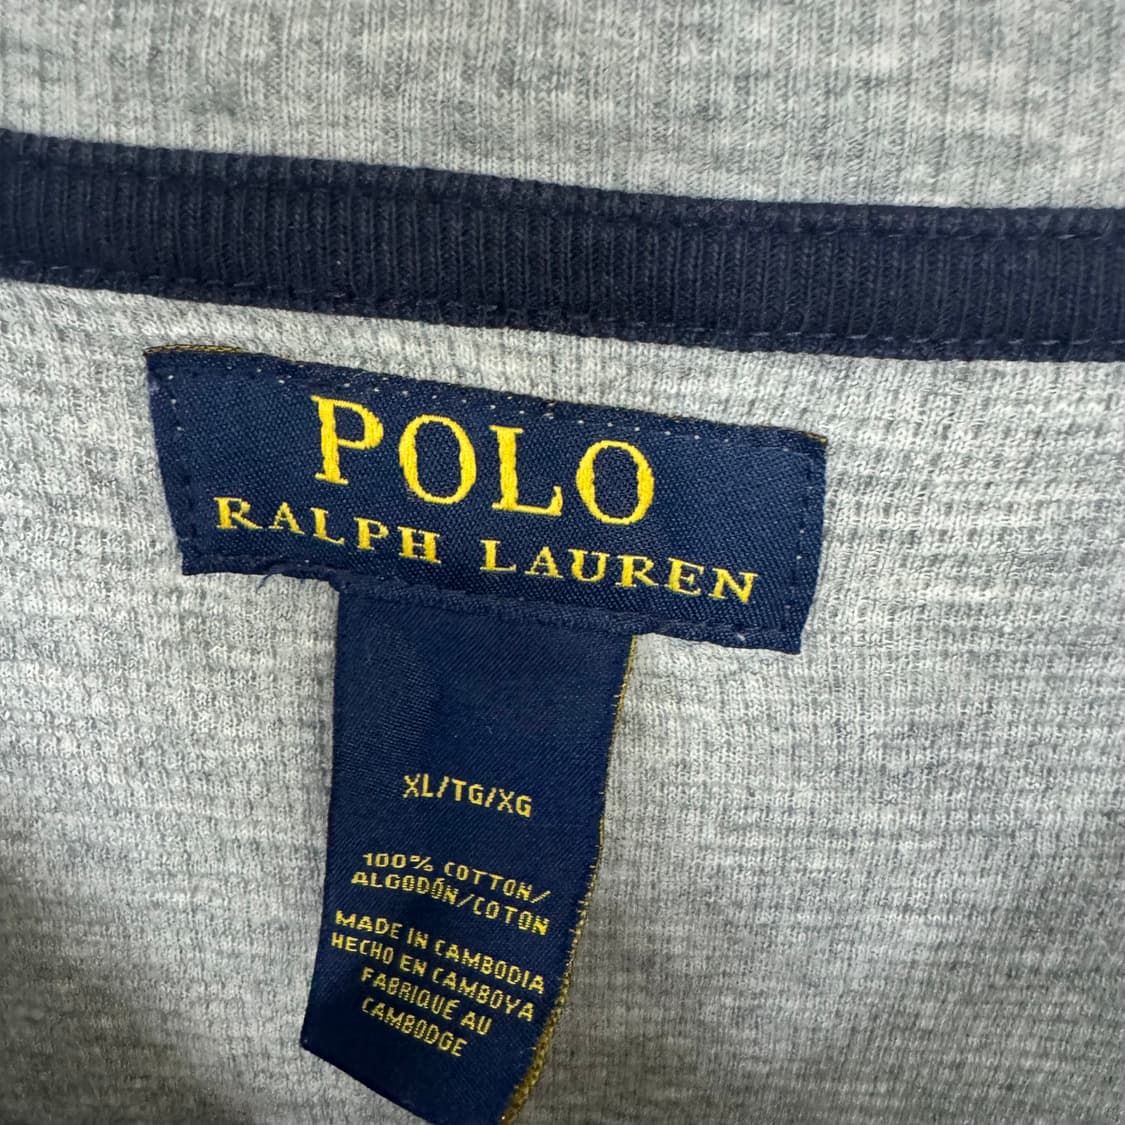 POLO
RALPH LAUREN
XL/TG/XG
100% COTTON/
ALGODÓN/COTON
MADE IN CAMBODIA
HECHO EN CAMBOYA
FABRIQUÉ AU
CAMBODGE